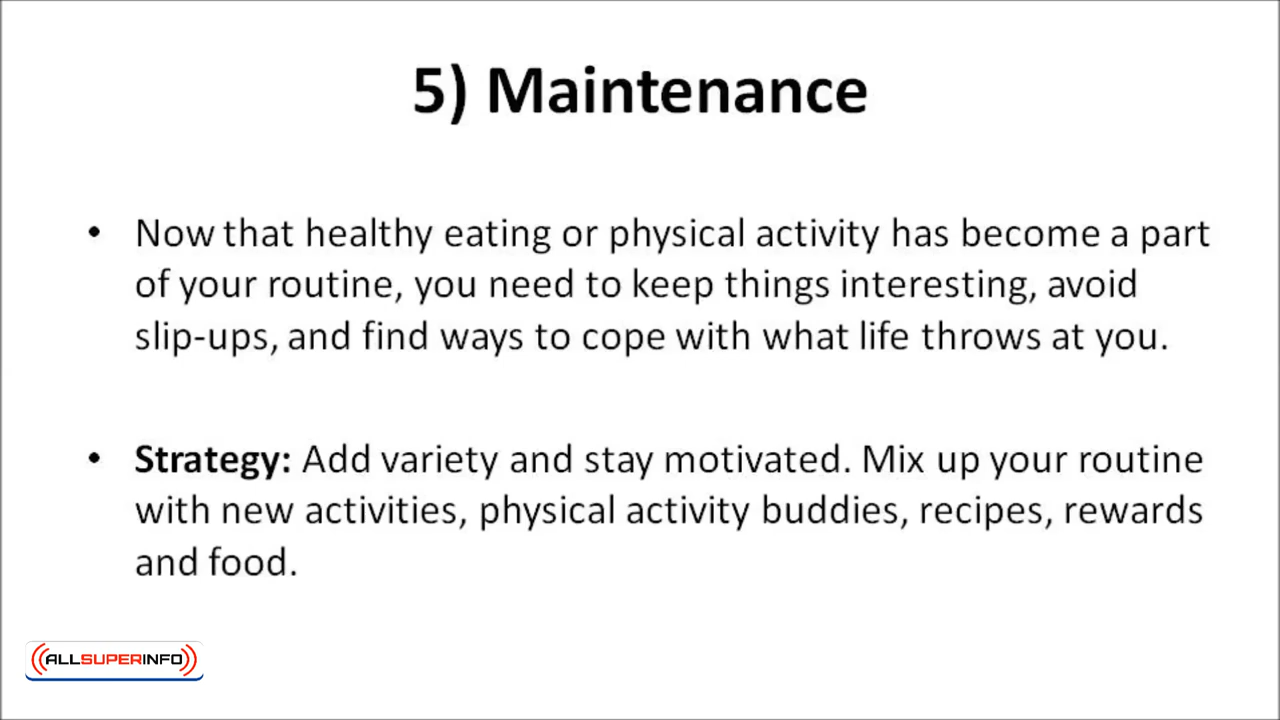 5) Maintenance
• Now that healthy eating or physical activity has become a part
of your routine, you need to keep things interesting, avoid
slip-ups, and find ways to cope with what life throws at you.
• Strategy: Add variety and stay motivated. Mix up your routine
with new activities, physical activity buddies, recipes, rewards
and food.
ALLSUPERINFO